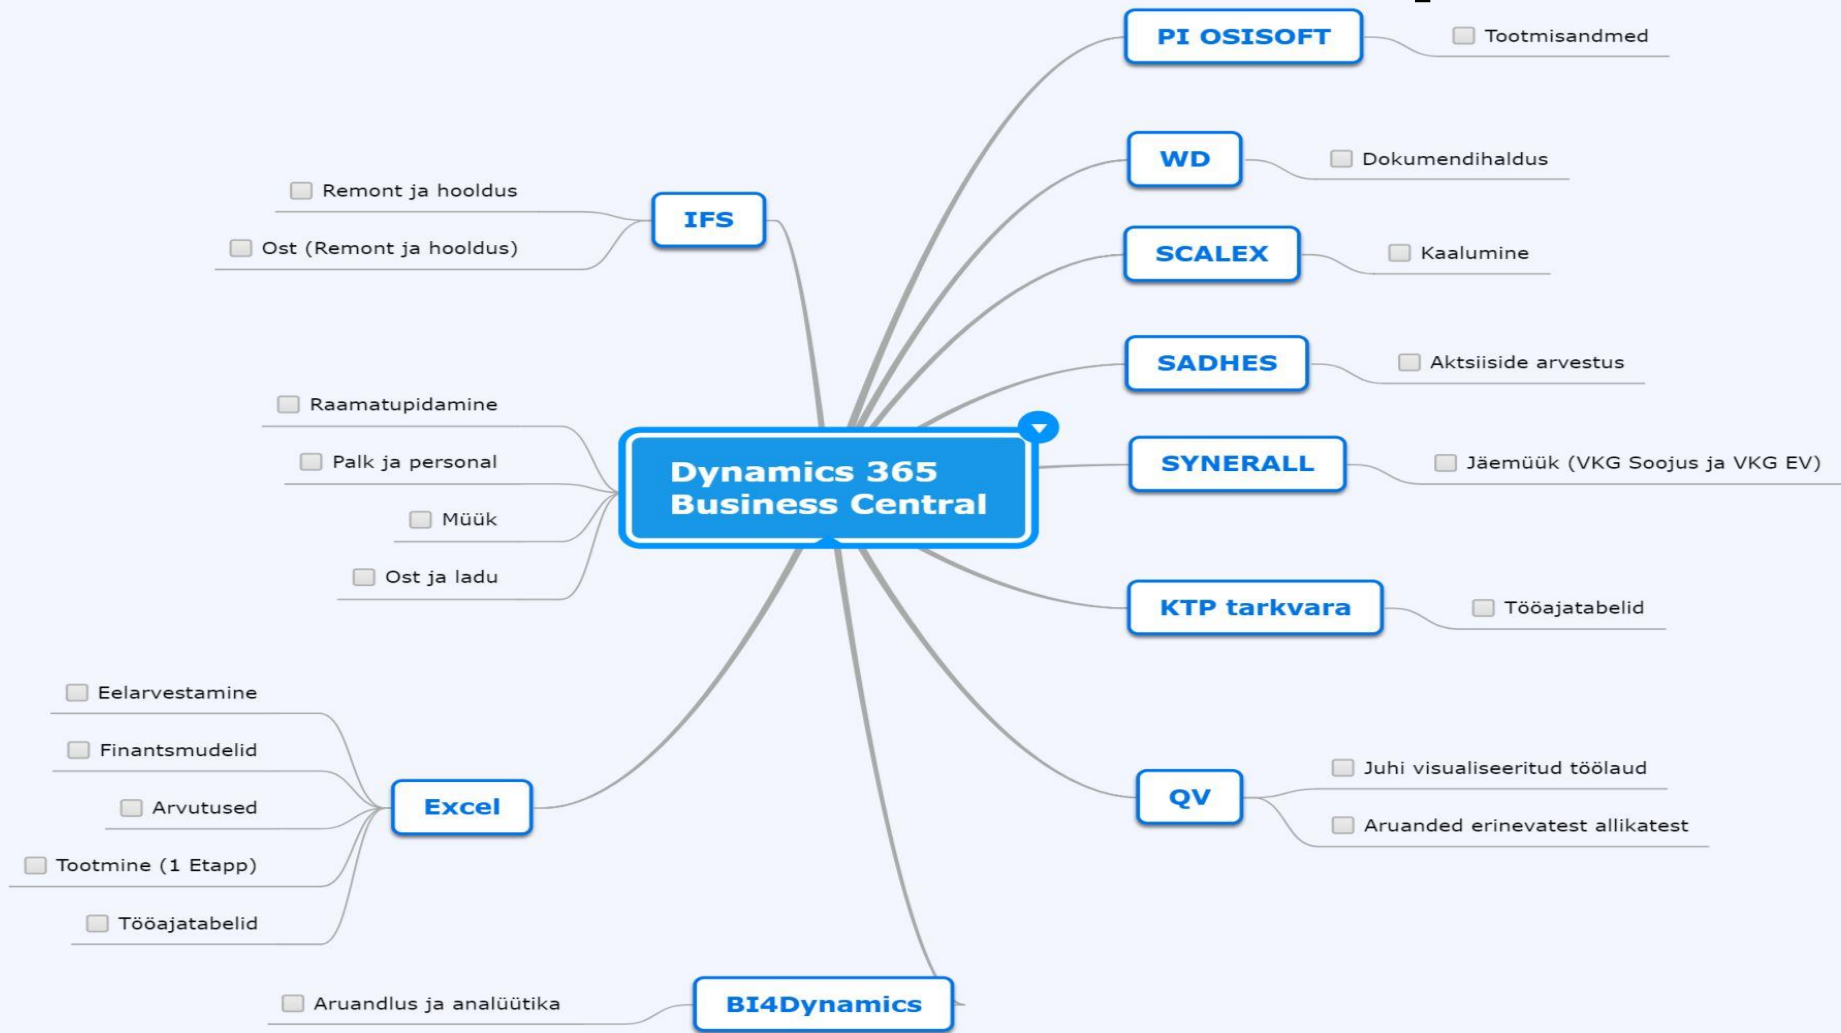 PI OSISOFT
Tootmisandmed
WD
Dokumendihaldus
SCALEX
Kaalumine
SADHES
Aktsiiside arvestus
SYNERALL
Jäemüük (VKG Soojus ja VKG EV)
KTP tarkvara
Tööajatabelid
QV
Juhi visualiseeritud töölaud
Aruanded erinevatest allikatest
IFS
Remont ja hooldus
Ost (Remont ja hooldus)
Dynamics 365
Business Central
Raamatupidamine
Palk ja personal
Müük
Ost ja ladu
Excel
Eelarvestamine
Finantsmudelid
Arvutused
Tootmine (1 Etapp)
Tööajatabelid
BI4Dynamics
Aruandlus ja analüütika